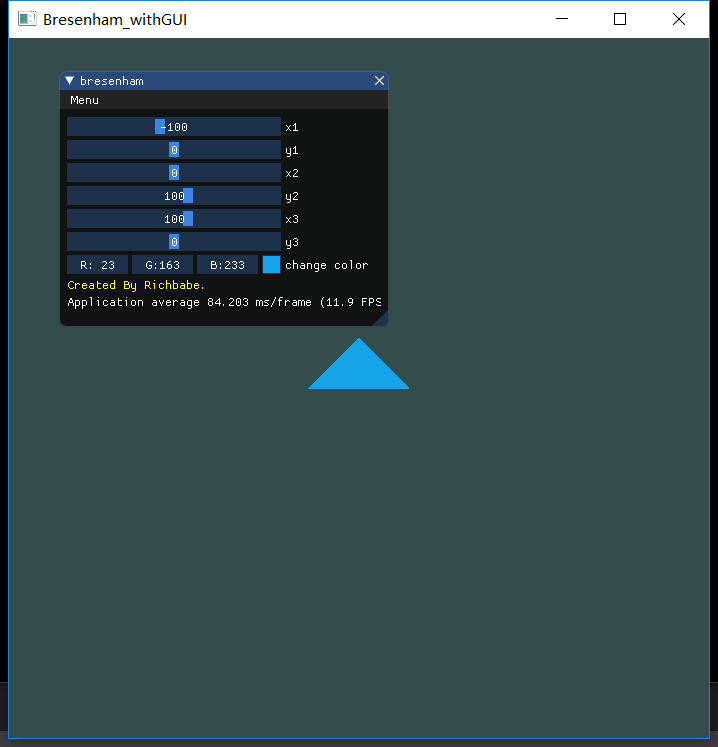 Bresenham_withGUI
bresenham
Menu
-100 x1
0 y1
0 x2
100 y2
100 x3
0 y3
R: 23 G:163 B:233 change color
Created By Richbabe.
Application average 84.203 ms/frame (11.9 FPS